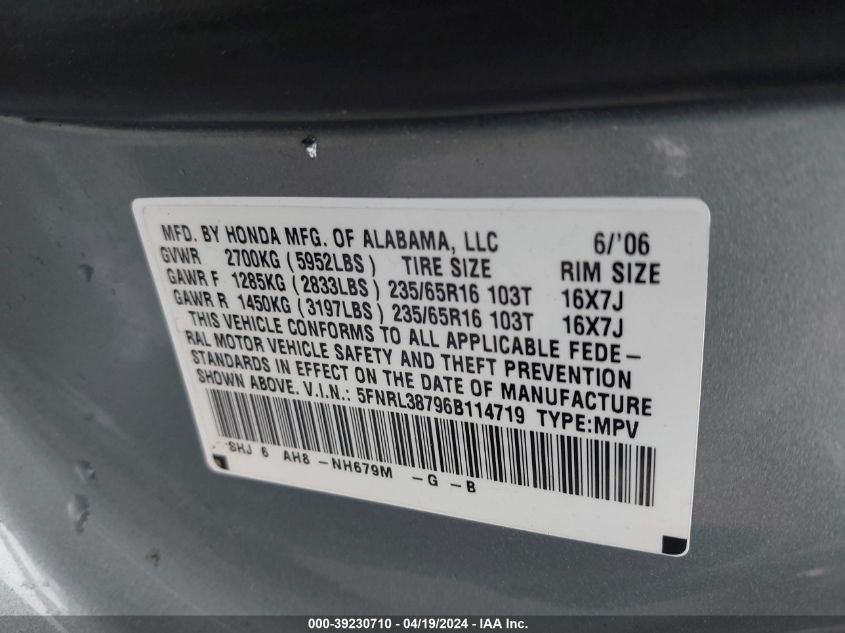 MFD. BY HONDA MFG. OF ALABAMA, LLC 6/'06
GVWR 2700KG (5952LBS) TIRE SIZE RIM SIZE
GAWR F 1285KG (2833LBS) 235/65R16 103T 16X7J
GAWR R 1450KG (3197LBS) 235/65R16 103T 16X7J
THIS VEHICLE CONFORMS TO ALL APPLICABLE FEDE-
RAL MOTOR VEHICLE SAFETY AND THEFT PREVENTION
STANDARDS IN EFFECT ON THE DATE OF MANUFACTURE
SHOWN ABOVE. V.I.N.: 5FNRL38796B114719 TYPE:MPV
SHJ 6 AH8 -NH679M -G -B
000-39230710 - 04/19/2024 - IAA Inc.